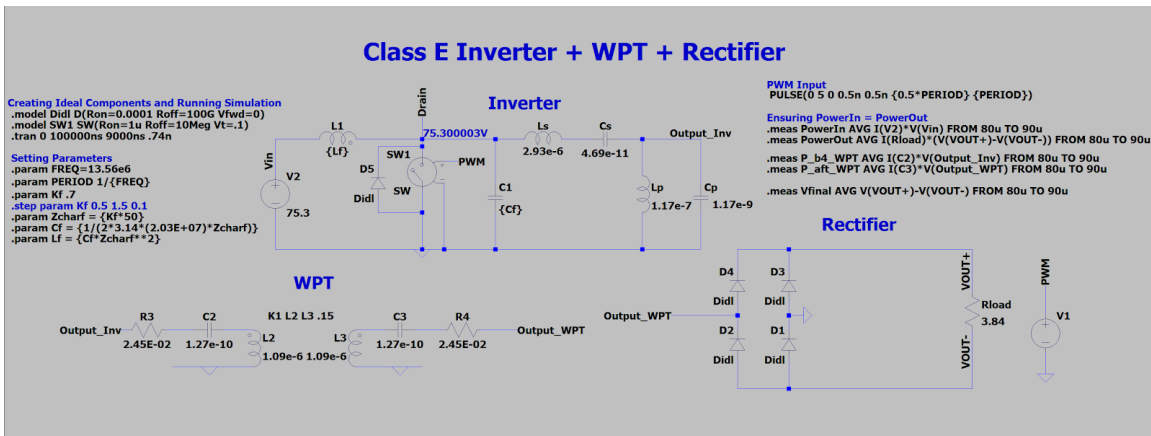 Class E Inverter + WPT + Rectifier
Creating Ideal Components and Running Simulation
.model Didl D(Ron=0.0001 Roff=100G Vfwd=0)
.model SW1 SW(Ron=1u Roff=10Meg Vt=.1)
.tran 0 100000ns 9000ns .74n
Setting Parameters
.param FREQ=13.56e6
.param PERIOD 1/{FREQ}
.param Kf .7
.step param Kf 0.5 1.5 0.1
.param Zcharf = {Kf*50}
.param Cf = {1/(2*3.14*(2.03E+07)*Zcharf)}
.param Lf = {Cf*Zcharf**2}
Vin
V2
75.3
L1
{Lf}
Drain
Inverter
75.300003V
SW1
SW
PWM
D5
Didl
C1
{Cf}
Ls
2.93e-6
Cs
4.69e-11
Output_Inv
Lp
1.17e-7
Cp
1.17e-9
PWM Input
PULSE(0 5 0 0.5n 0.5n {0.5*PERIOD} {PERIOD})
Ensuring PowerIn = PowerOut
.meas PowerIn AVG I(V2)*V(Vin) FROM 80u TO 90u
.meas PowerOut AVG I(Rload)*(V(VOUT+)-V(VOUT-)) FROM 80u TO 90u
.meas P_b4_WPT AVG I(C2)*V(Output_Inv) FROM 80u TO 90u
.meas P_aft_WPT AVG I(C3)*V(Output_WPT) FROM 80u TO 90u
.meas Vfinal AVG V(VOUT+)-V(VOUT-) FROM 80u TO 90u
WPT
Output_Inv
R3
2.45E-02
C2
1.27e-10
K1 L2 L3 .15
L2
1.09e-6
L3
1.09e-6
C3
1.27e-10
R4
2.45E-02
Output_WPT
Rectifier
Output_WPT
D4
Didl
D3
Didl
D2
Didl
D1
Didl
VOUT+
Rload
3.84
VOUT-
PWM
V1